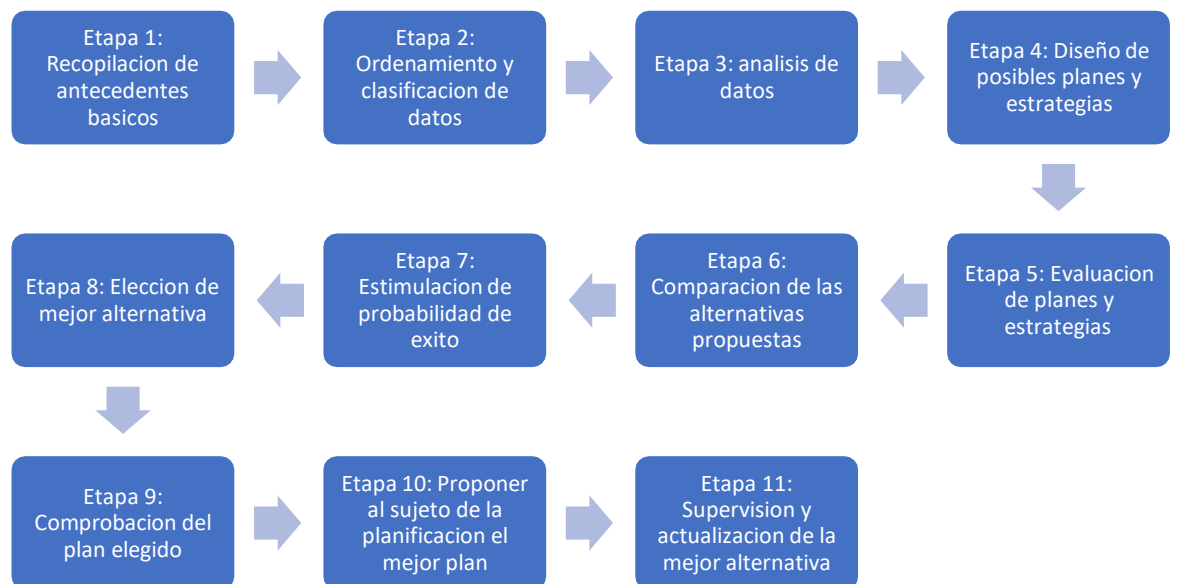 Etapa 1:
Recopilacion de
antecedentes
basicos
Etapa 2:
Ordenamiento y
clasificacion de
datos
Etapa 3: analisis de
datos
Etapa 4: Diseño de
posibles planes y
estrategias
Etapa 5: Evaluacion
de planes y
estrategias
Etapa 6:
Comparacion de las
alternativas
propuestas
Etapa 7:
Estimulacion de
probabilidad de
exito
Etapa 8: Eleccion de
mejor alternativa
Etapa 9:
Comprobacion del
plan elegido
Etapa 10: Proponer
al sujeto de la
planificacion el
mejor plan
Etapa 11:
Supervision y
actualizacion de la
mejor alternativa